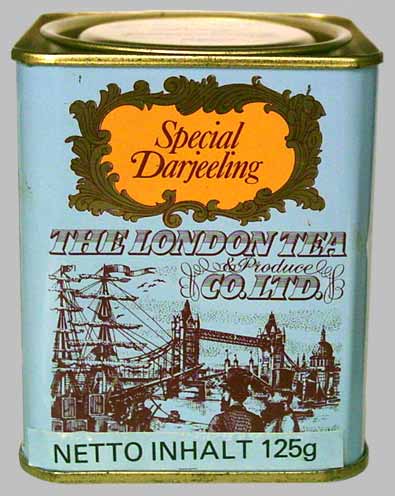 Special
Darjeeling
THE LONDON TEA
& Produce
CO. LTD.
NETTO INHALT 125g